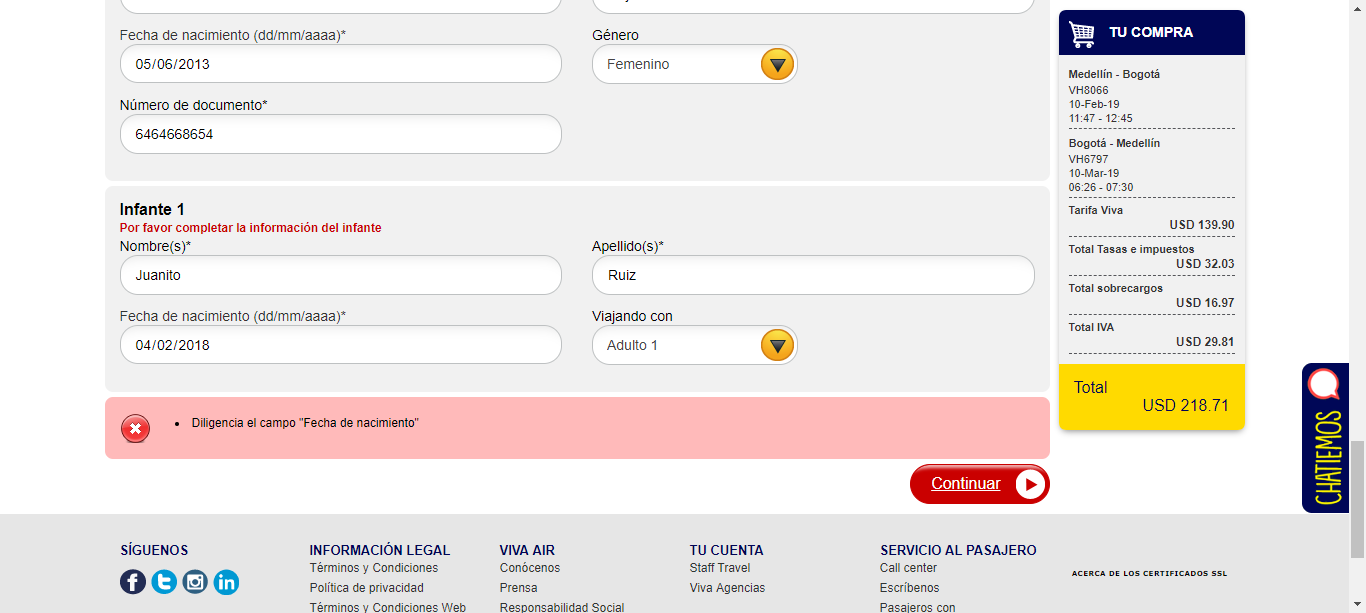 Fecha de nacimiento (dd/mm/aaaa)*
Género
05/06/2013
Femenino
Número de documento*
6464668654
Infante 1
Por favor completar la información del infante
Nombre(s)*
Apellido(s)*
Juanito
Ruiz
Fecha de nacimiento (dd/mm/aaaa)*
Viajando con
04/02/2018
Adulto 1
Diligencia el campo "Fecha de nacimiento"
Continuar
TU COMPRA
Medellín - Bogotá
VH8066
10-Feb-19
11:47 - 12:45
Bogotá - Medellín
VH6797
10-Mar-19
06:26 - 07:30
Tarifa Viva
USD 139.90
Total Tasas e impuestos
USD 32.03
Total sobrecargos
USD 16.97
Total IVA
USD 29.81
Total
USD 218.71
CHATIEMOS
SÍGUENOS
INFORMACIÓN LEGAL
Términos y Condiciones
Política de privacidad
Términos y Condiciones Web
VIVA AIR
Conócenos
Prensa
Responsabilidad Social
TU CUENTA
Staff Travel
Viva Agencias
SERVICIO AL PASAJERO
Call center
Escríbenos
Pasajeros con
ACERCA DE LOS CERTIFICADOS SSL